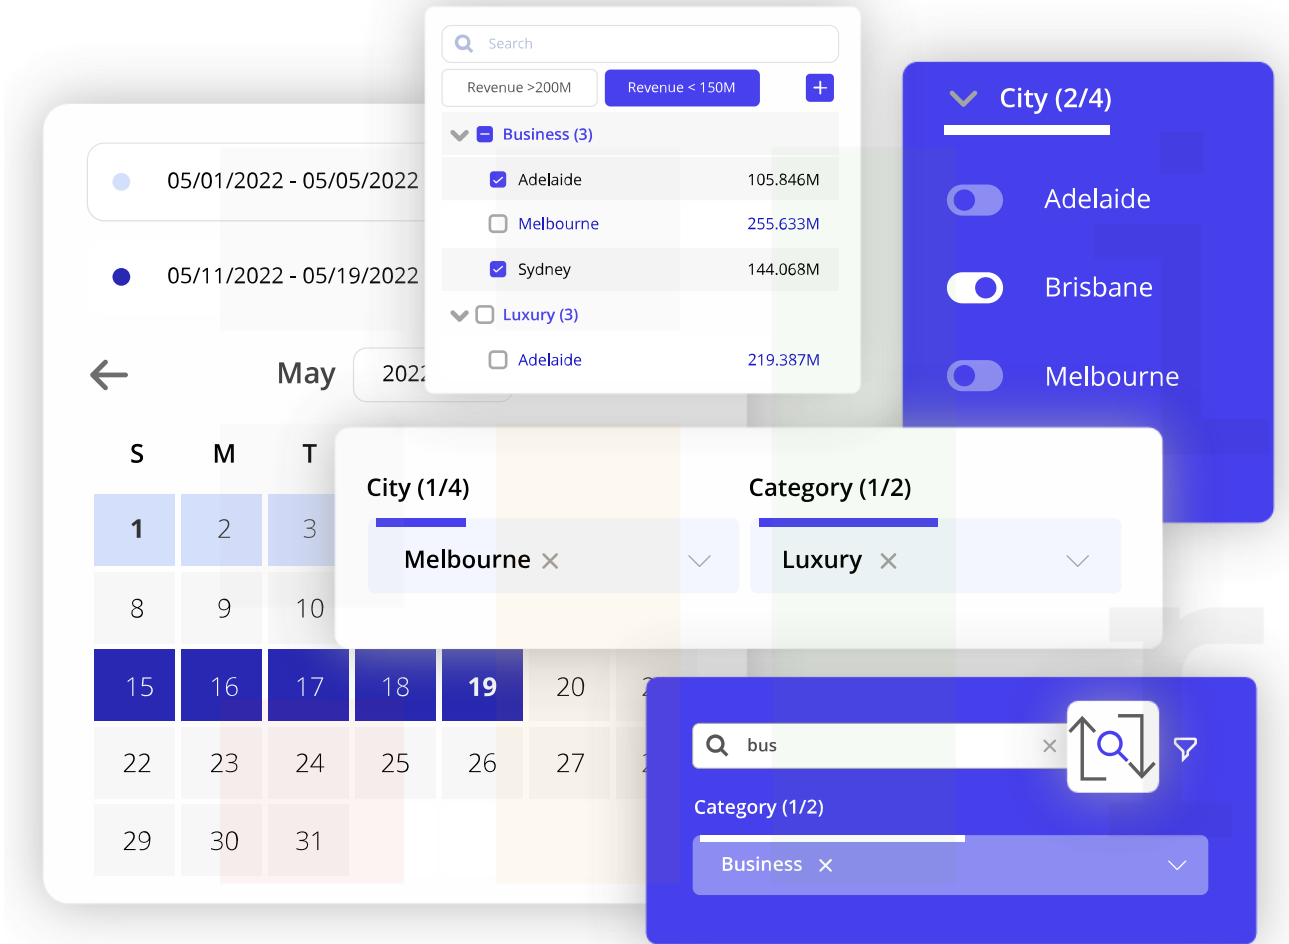 Search
Revenue >200M Revenue < 150M
Business (3)
Adelaide 105.846M
Melbourne 255.633M
Sydney 144.068M
Luxury (3)
Adelaide 219.387M
City (2/4)
Adelaide
Brisbane
Melbourne
05/01/2022 - 05/05/2022
05/11/2022 - 05/19/2022
May 2022
S M T
1 2 3
8 9 10
15 16 17 18 19 20
22 23 24 25 26 27
29 30 31
City (1/4) Category (1/2)
Melbourne Luxury
bus
Category (1/2)
Business